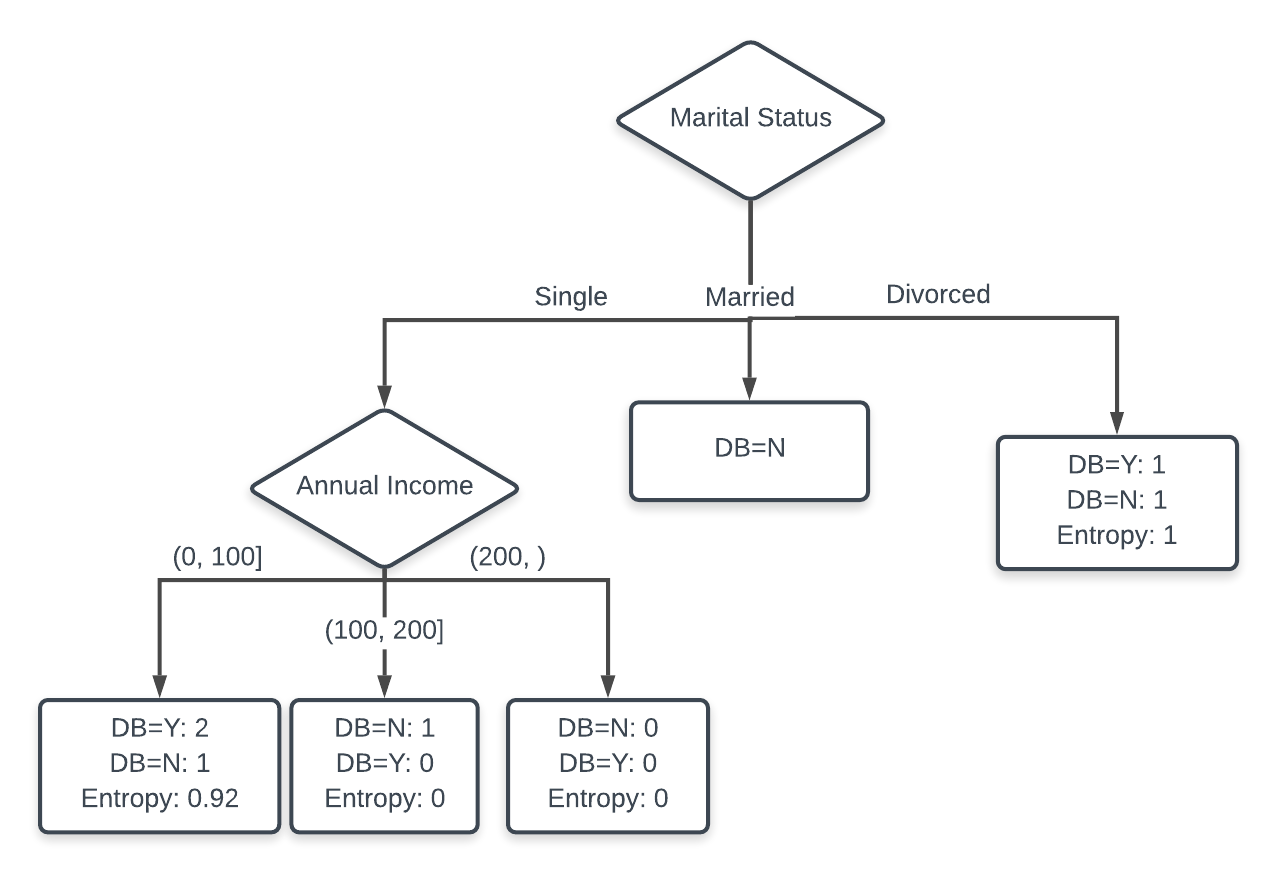 Marital Status
Single
Married
Divorced
DB=N
DB=Y: 1
DB=N: 1
Entropy: 1
Annual Income
(0, 100]
(200, )
(100, 200]
DB=Y: 2
DB=N: 1
Entropy: 0.92
DB=N: 1
DB=Y: 0
Entropy: 0
DB=N: 0
DB=Y: 0
Entropy: 0